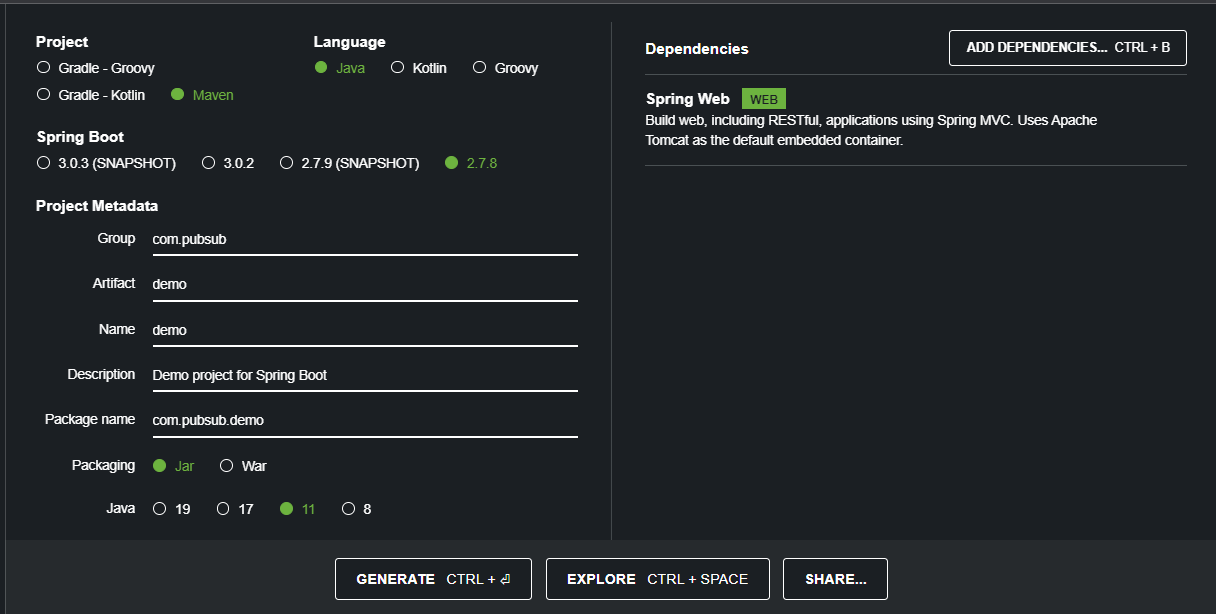 Project
Gradle - Groovy
Gradle - Kotlin Maven
Language
Java Kotlin Groovy
Spring Boot
3.0.3 (SNAPSHOT) 3.0.2 2.7.9 (SNAPSHOT) 2.7.8
Project Metadata
Group com.pubsub
Artifact demo
Name demo
Description Demo project for Spring Boot
Package name com.pubsub.demo
Packaging Jar War
Java 19 17 11 8
Dependencies
ADD DEPENDENCIES... CTRL + B
Spring Web WEB
Build web, including RESTful, applications using Spring MVC. Uses Apache
Tomcat as the default embedded container.
GENERATE CTRL + ⏎
EXPLORE CTRL + SPACE
SHARE...